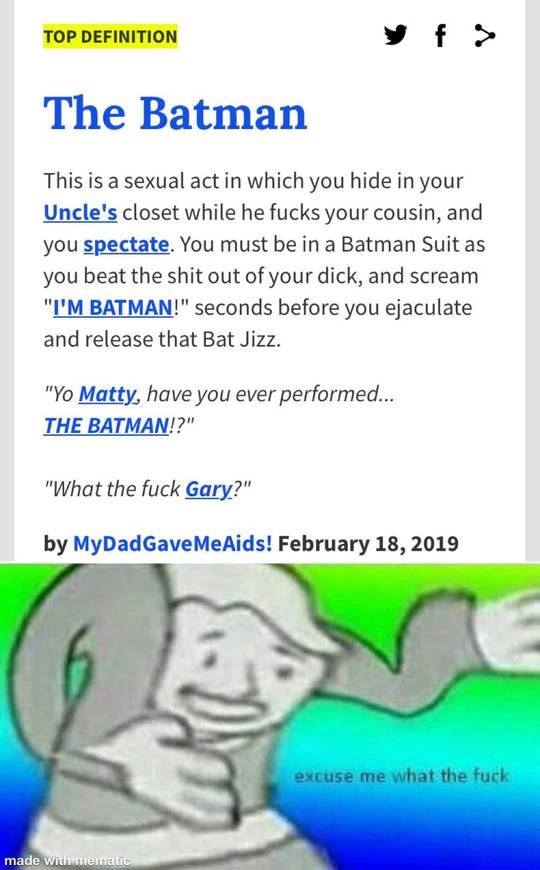 TOP DEFINITION
The Batman
This is a sexual act in which you hide in your
Uncle's closet while he fucks your cousin, and
you spectate. You must be in a Batman Suit as
you beat the shit out of your dick, and scream
"I'M BATMAN!" seconds before you ejaculate
and release that Bat Jizz.
"Yo Matty, have you ever performed...
THE BATMAN!?"
"What the fuck Gary?"
by MyDadGaveMeAids! February 18, 2019
excuse me what the fuck
made with mematic